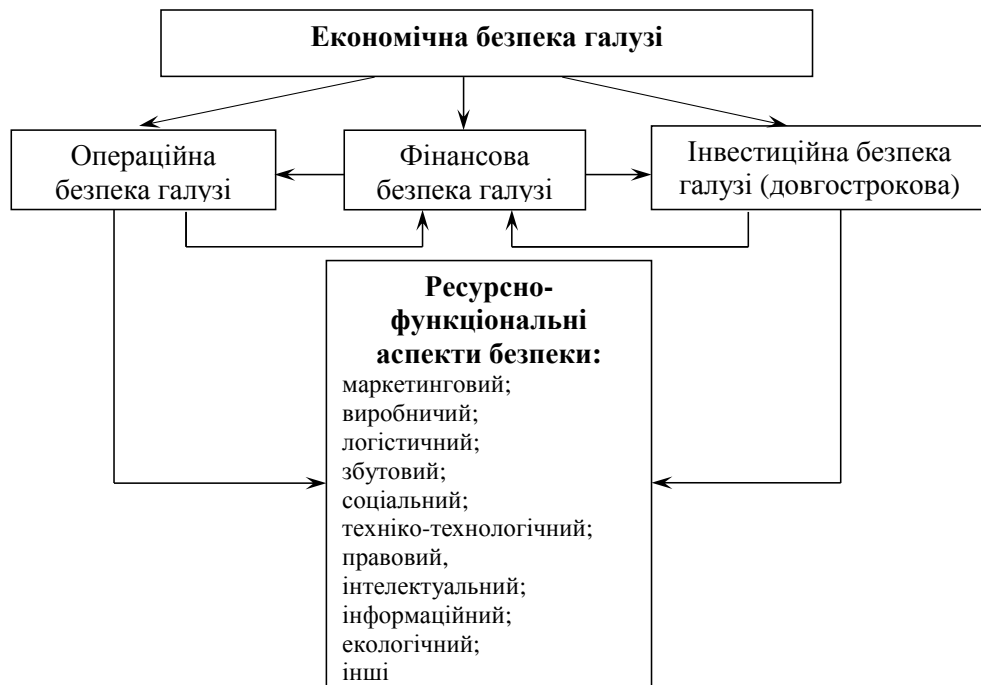 Економічна безпека галузі
Операційна
безпека галузі
Фінансова
безпека галузі
Інвестиційна безпека
галузі (довгострокова)
Ресурсно-
функціональні
аспекти безпеки:
маркетинговий;
виробничий;
логістичний;
збутовий;
соціальний;
техніко-технологічний;
правовий,
інтелектуальний;
інформаційний;
екологічний;
інші